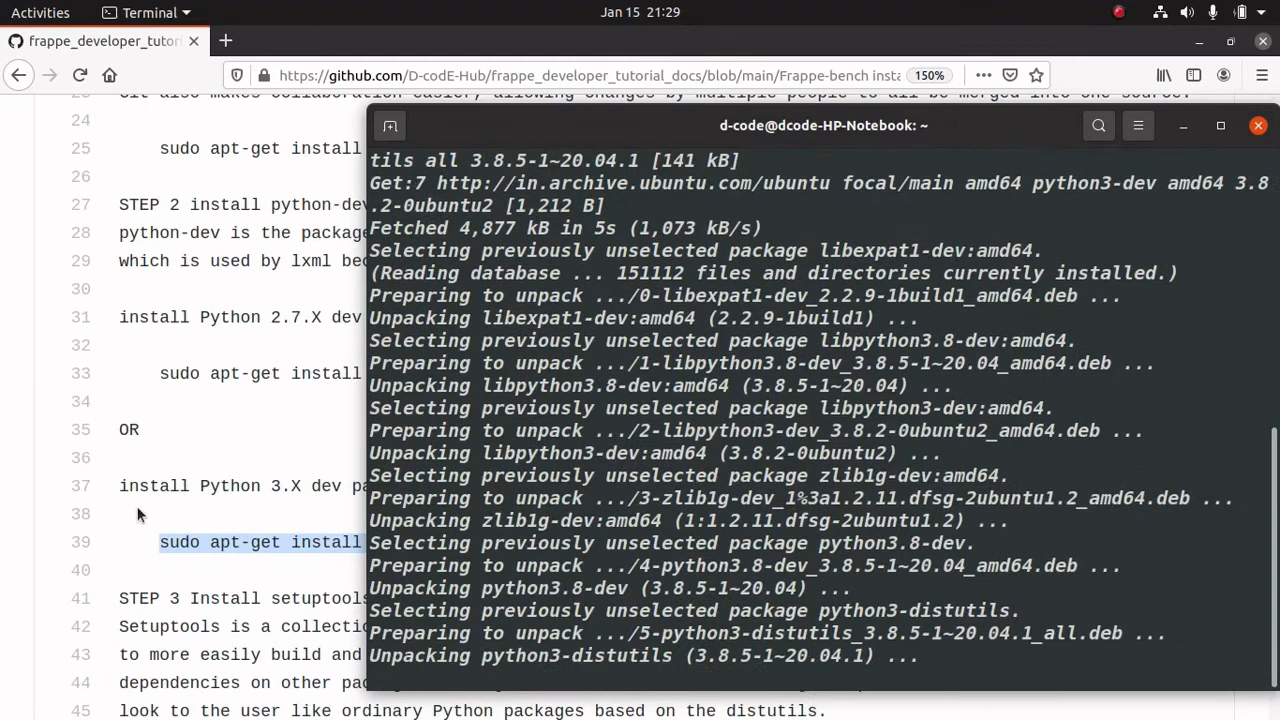 Activities
Terminal
Jan 15 21:29
frappe_developer_tutor
https://github.com/D-codE-Hub/frappe_developer_tutorial_docs/blob/main/Frappe-bench insta
150%
24
25 sudo apt-get install
26
27 STEP 2 install python-dev
28 python-dev is the package
29 which is used by lxml
30
31 install Python 2.7.X dev
32
33 sudo apt-get install
34
35 OR
36
37 install Python 3.X dev
38
39 sudo apt-get install
40
41 STEP 3 Install setuptools
42 Setuptools is a
43 to more easily build and
44 dependencies on other
45 look to the user like ordinary Python packages based on the distutils.
d-code@dcode-HP-Notebook: ~
tils all 3.8.5-1~20.04.1 [141 kB]
Get:7 http://in.archive.ubuntu.com/ubuntu focal/main amd64 python3-dev amd64 3.8
.2-0ubuntu2 [1,212 B]
Fetched 4,877 kB in 5s (1,073 kB/s)
Selecting previously unselected package libexpat1-dev:amd64.
(Reading database ... 151112 files and directories currently installed.)
Preparing to unpack .../0-libexpat1-dev_2.2.9-1build1_amd64.deb ...
Unpacking libexpat1-dev:amd64 (2.2.9-1build1) ...
Selecting previously unselected package libpython3.8-dev:amd64.
Preparing to unpack .../1-libpython3.8-dev_3.8.5-1~20.04_amd64.deb ...
Unpacking libpython3.8-dev:amd64 (3.8.5-1~20.04) ...
Selecting previously unselected package libpython3-dev:amd64.
Preparing to unpack .../2-libpython3-dev_3.8.2-0ubuntu2_amd64.deb ...
Unpacking libpython3-dev:amd64 (3.8.2-0ubuntu2) ...
Selecting previously unselected package zlib1g-dev:amd64.
Preparing to unpack .../3-zlib1g-dev_1%3a1.2.11.dfsg-2ubuntu1.2_amd64.deb ...
Unpacking zlib1g-dev:amd64 (1:1.2.11.dfsg-2ubuntu1.2) ...
Selecting previously unselected package python3.8-dev.
Preparing to unpack .../4-python3.8-dev_3.8.5-1~20.04_amd64.deb ...
Unpacking python3.8-dev (3.8.5-1~20.04) ...
Selecting previously unselected package python3-distutils.
Preparing to unpack .../5-python3-distutils_3.8.5-1~20.04.1_all.deb ...
Unpacking python3-distutils (3.8.5-1~20.04.1) ...